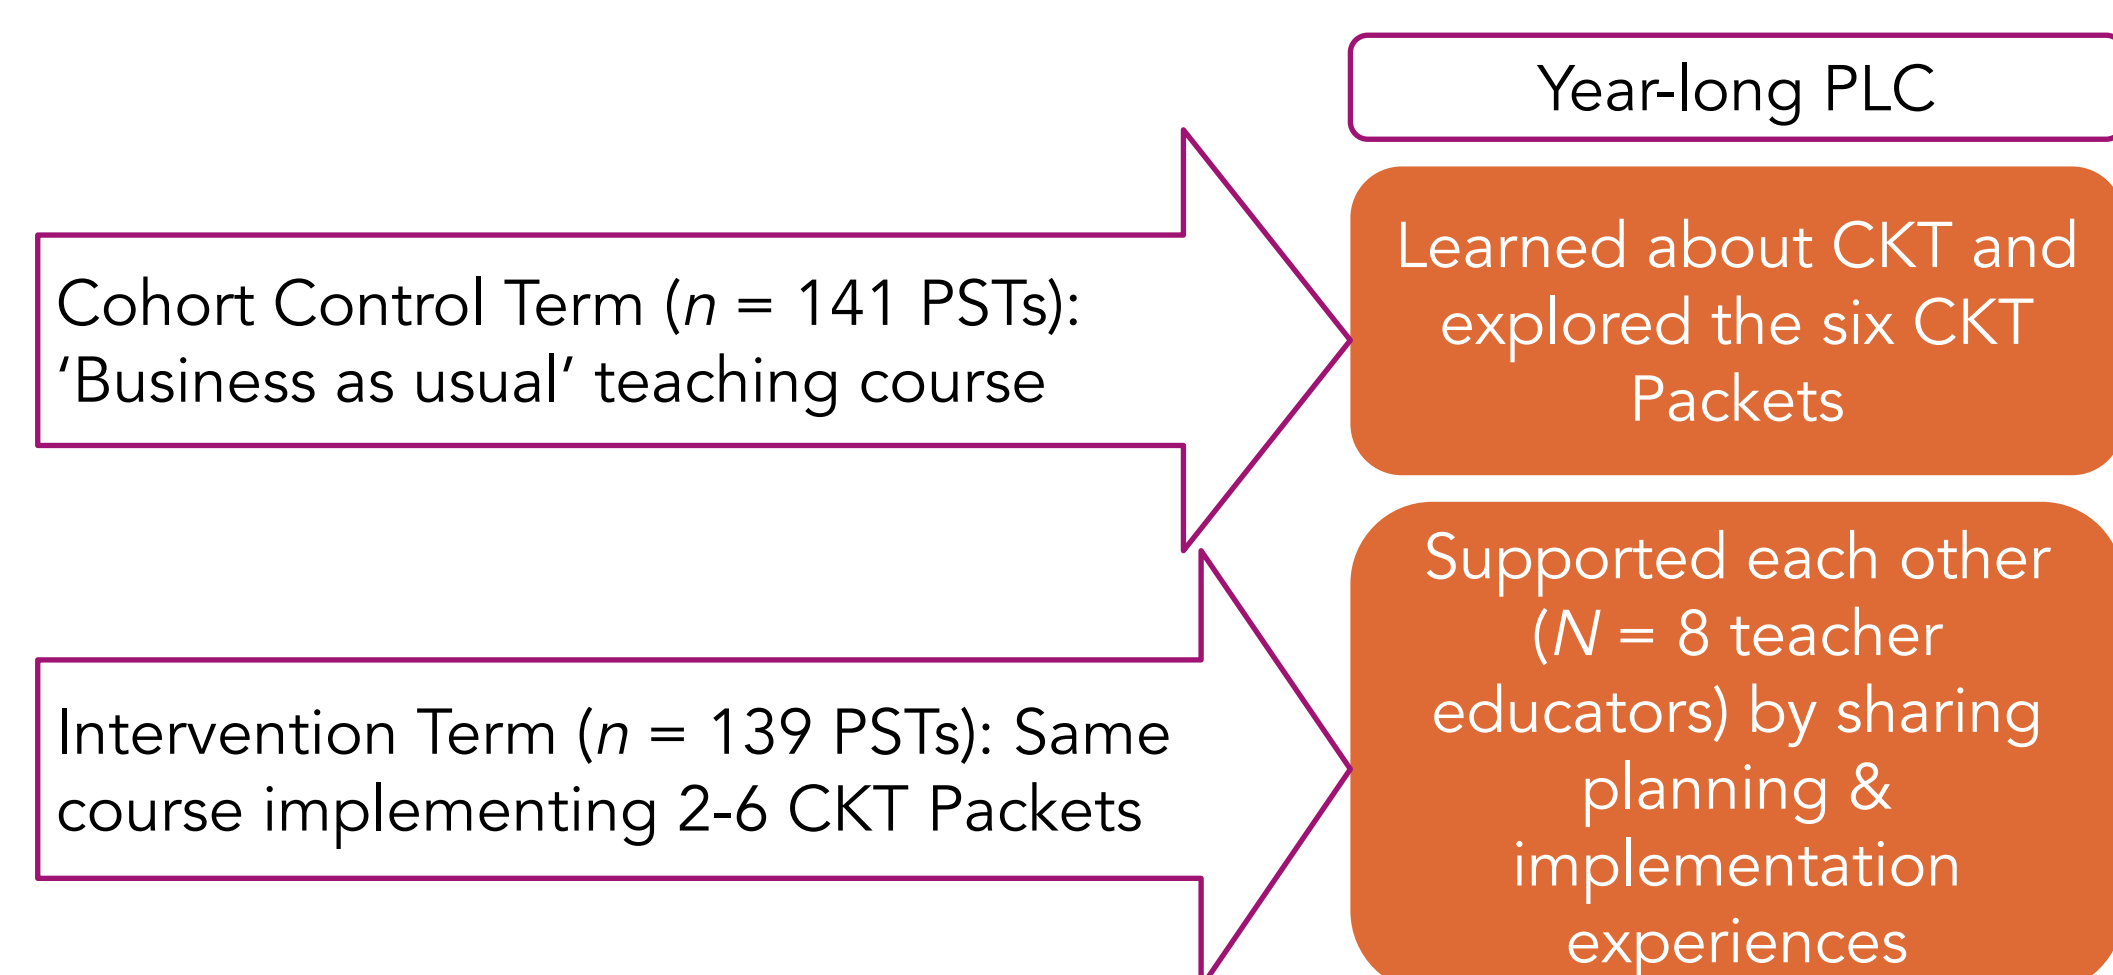 Year-long PLC
Cohort Control Term (n = 141 PSTs):
‘Business as usual’ teaching course
Learned about CKT and
explored the six CKT
Packets
Intervention Term (n = 139 PSTs): Same
course implementing 2-6 CKT Packets
Supported each other
(N = 8 teacher
educators) by sharing
planning &
implementation
experiences